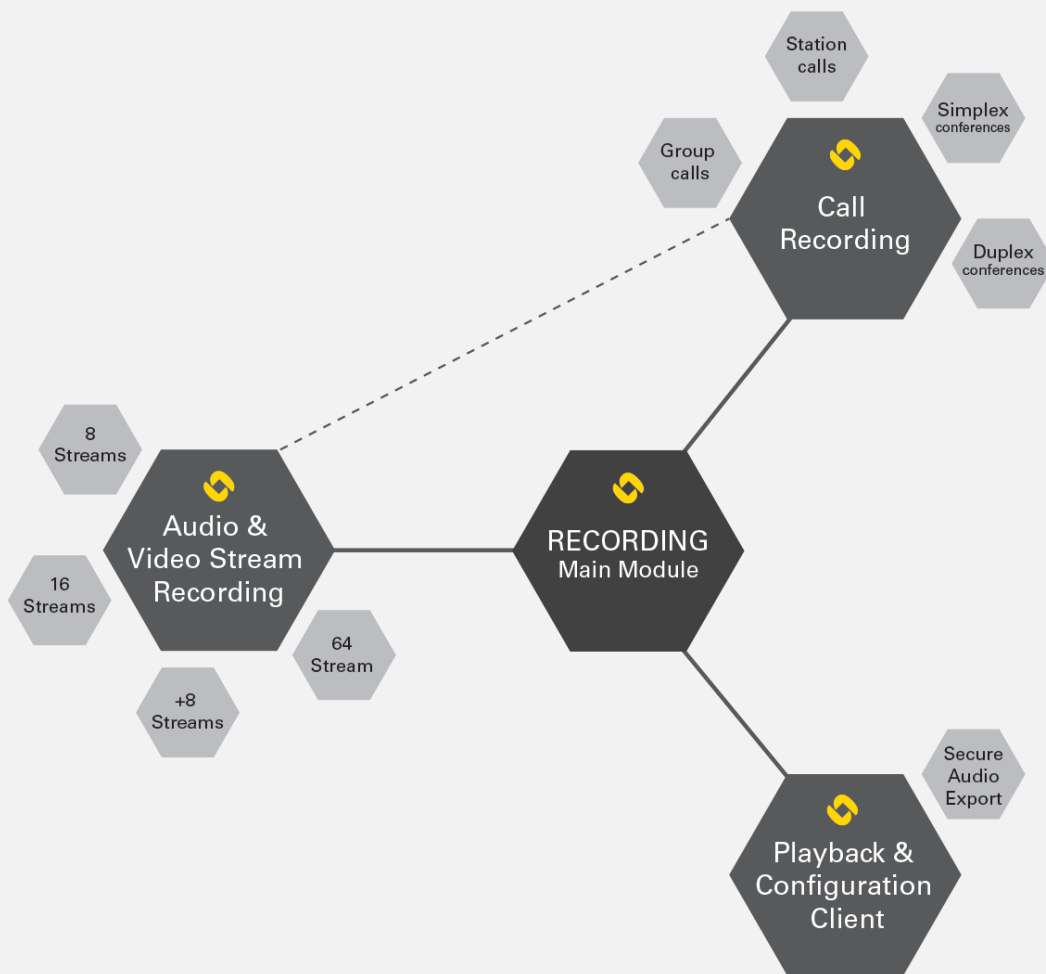 Station
calls
Simplex
conferences
Group
calls
Call
Recording
Duplex
conferences
8
Streams
Audio &
Video Stream
Recording
RECORDING
Main Module
16
Streams
64
Stream
+8
Streams
Secure
Audio
Export
Playback &
Configuration
Client